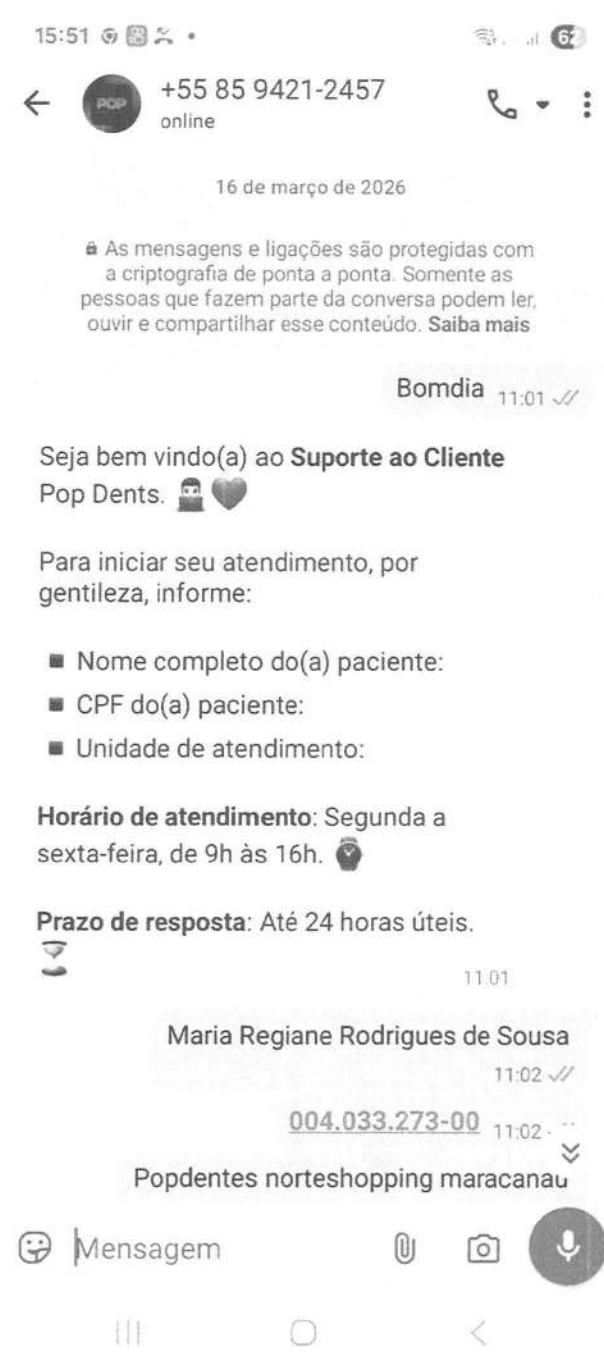 15:51
62
POP
+55 85 9421-2457
online
16 de março de 2026
As mensagens e ligações são protegidas com
a criptografia de ponta a ponta. Somente as
pessoas que fazem parte da conversa podem ler,
ouvir e compartilhar esse conteúdo. Saiba mais
Bomdia 11:01
Seja bem vindo(a) ao Suporte ao Cliente
Pop Dents.
Para iniciar seu atendimento, por
gentileza, informe:
Nome completo do(a) paciente:
CPF do(a) paciente:
Unidade de atendimento:
Horário de atendimento: Segunda a
sexta-feira, de 9h às 16h.
Prazo de resposta: Até 24 horas úteis.
11:01
Maria Regiane Rodrigues de Sousa
11:02
004.033.273-00 11:02
Popdentes norteshopping maracanau
Mensagem